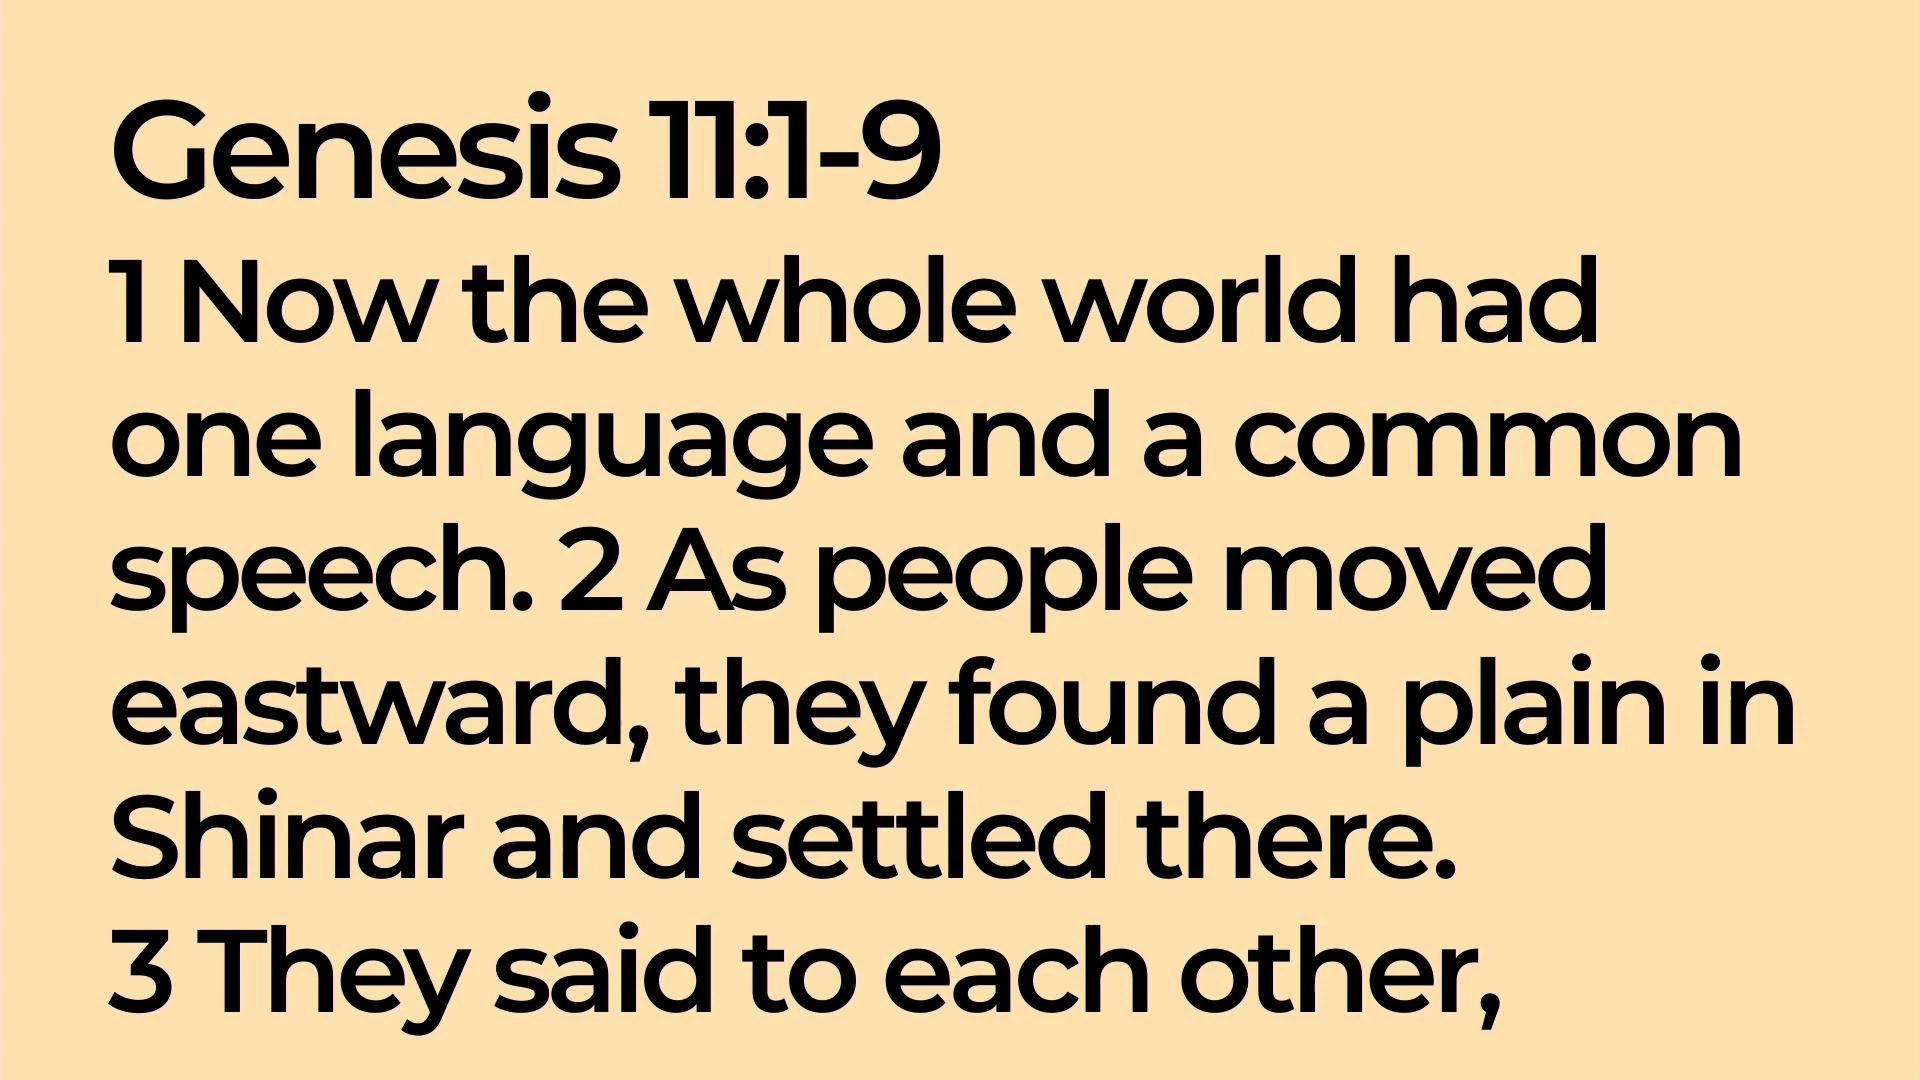 Genesis 11:1-9
1 Now the whole world had
one language and a common
speech. 2 As people moved
eastward, they found a plain in
Shinar and settled there.
3 They said to each other,